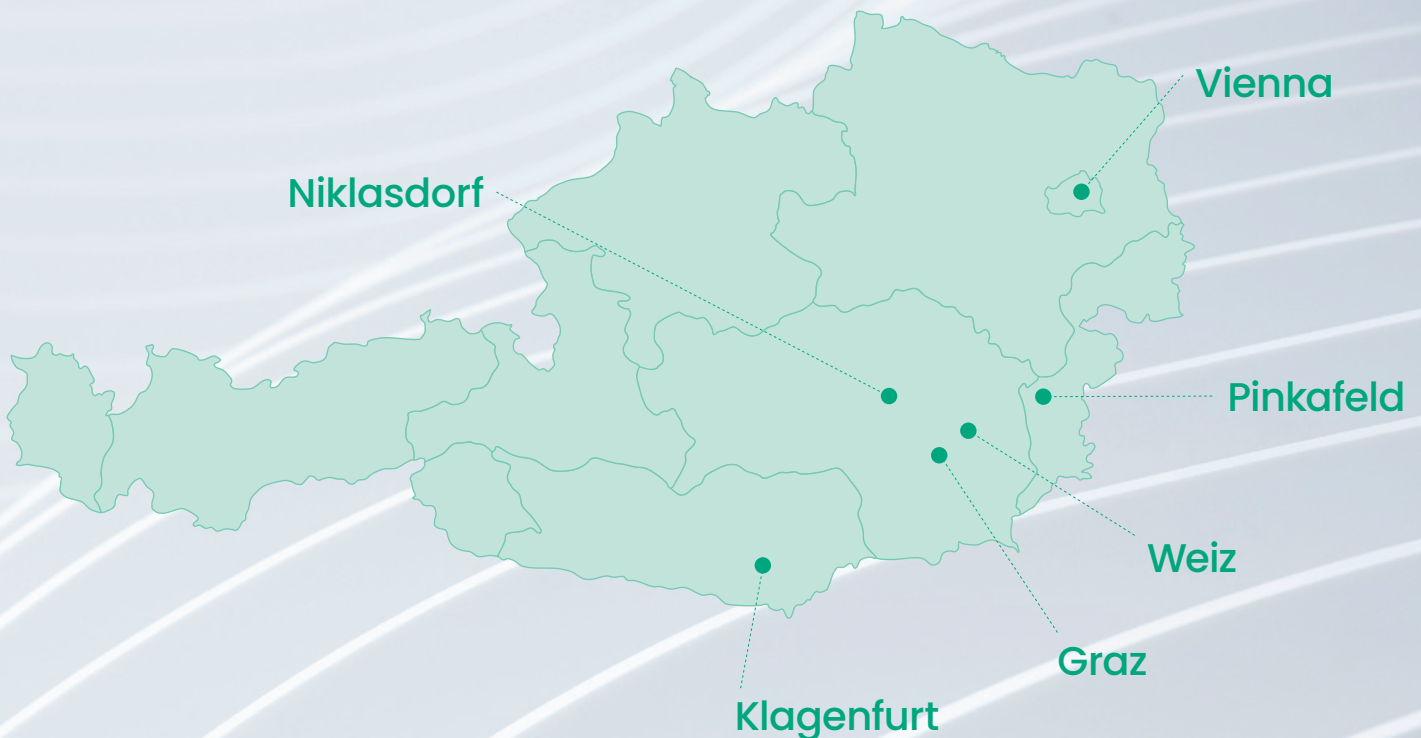 Vienna
Niklasdorf
Pinkafeld
Weiz
Graz
Klagenfurt